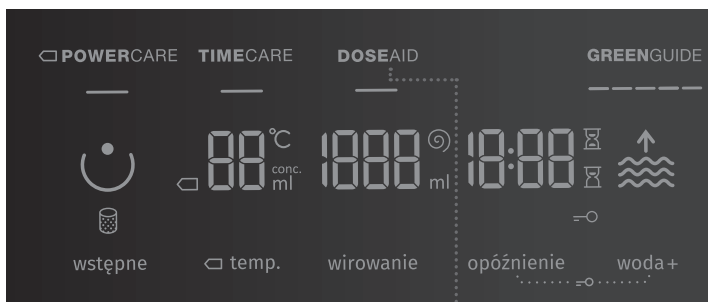 POWERCARE TIMECARE DOSEAID GREENGUIDE
88 °C 1888 18:88
conc.
ml ml
wstępne temp. wirowanie opóźnienie woda+